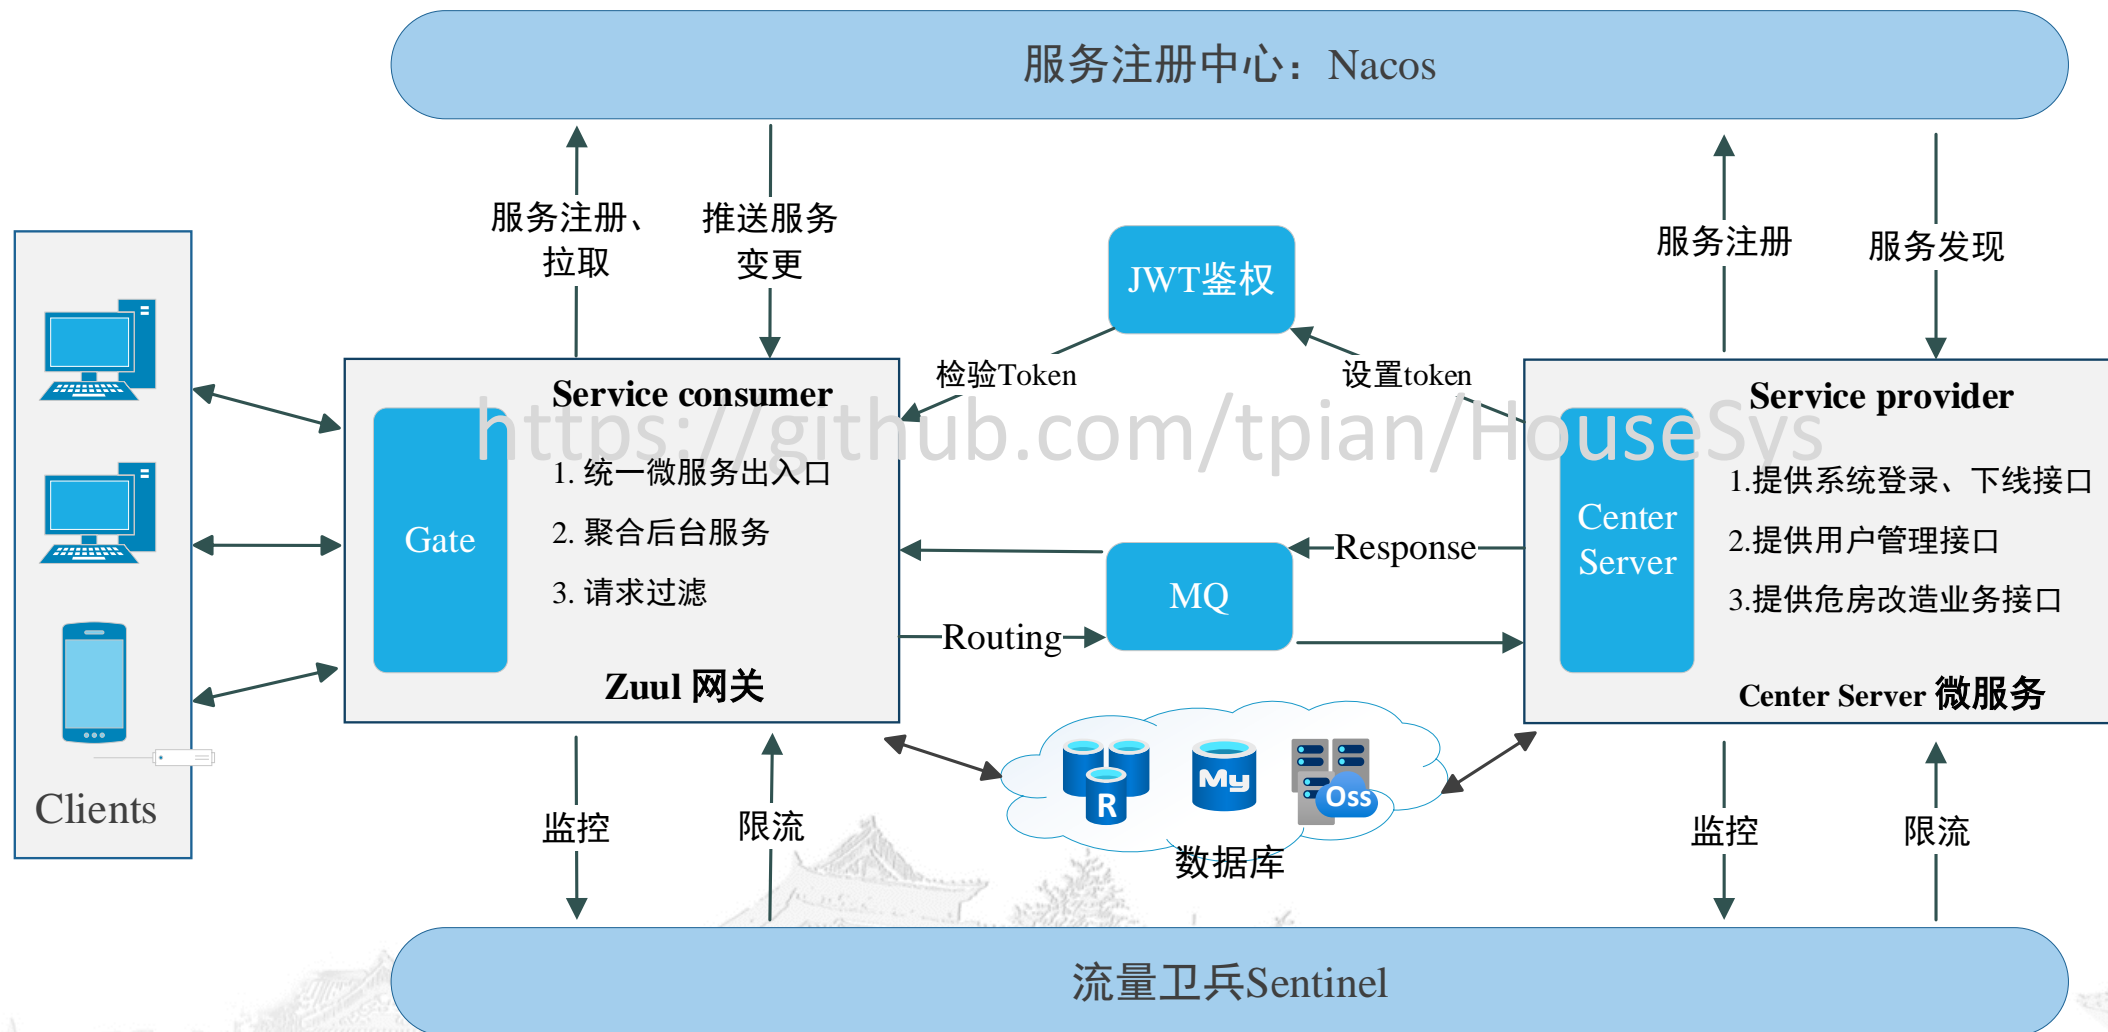 服务注册中心：Nacos
服务注册、
拉取
推送服务
变更
服务注册
服务发现
JWT鉴权
检验Token
设置token
Service consumer
Service provider
https://github.com/tpian/HouseSys
Gate
1. 统一微服务出入口
2. 聚合后台服务
3. 请求过滤
Zuul 网关
Center
Server
1.提供系统登录、下线接口
2.提供用户管理接口
3.提供危房改造业务接口
Center Server 微服务
Response
MQ
Routing
Clients
R
My
Oss
数据库
监控
限流
监控
限流
流量卫兵Sentinel